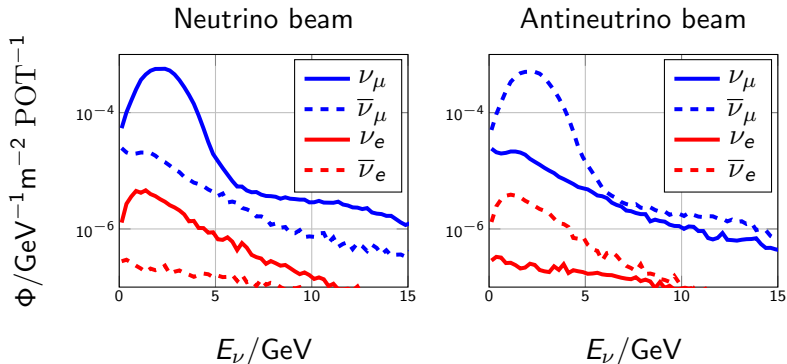 Neutrino beam
Antineutrino beam
Φ/GeV⁻¹m⁻² POT⁻¹
10⁻⁴
10⁻⁶
0 5 10 15
E_ν/GeV
ν_μ
ν̅_μ
ν_e
ν̅_e
10⁻⁴
10⁻⁶
0 5 10 15
E_ν/GeV
ν_μ
ν̅_μ
ν_e
ν̅_e